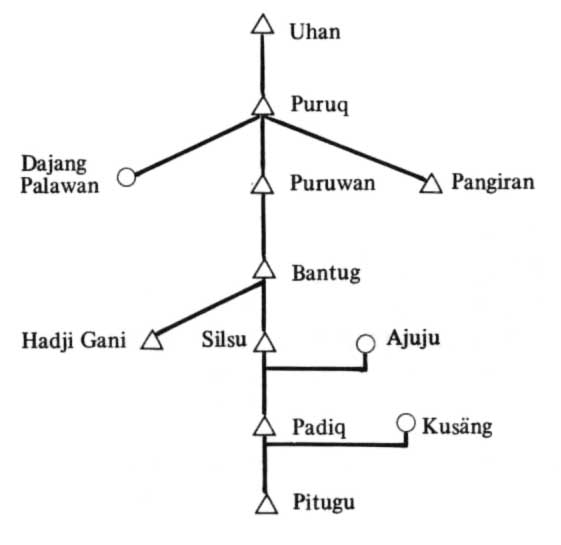 Uhan
Puruq
Dajang
Palawan
Puruwan
Pangiran
Bantug
Hadji Gani
Silsu
Ajuju
Padiq
Kusäng
Pitugu